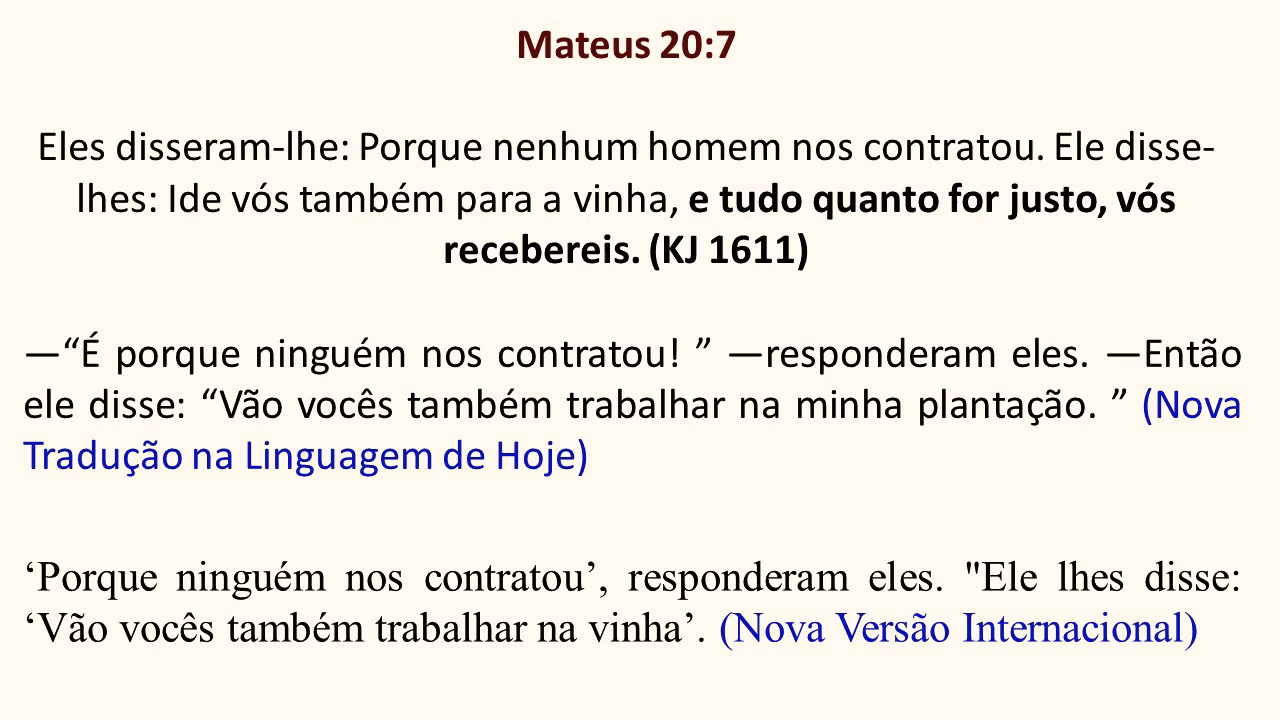 Mateus 20:7
Eles disseram-lhe: Porque nenhum homem nos contratou. Ele disse-
lhes: Ide vós também para a vinha, e tudo quanto for justo, vós
recebereis. (KJ 1611)
—“É porque ninguém nos contratou! ” —responderam eles. —Então
ele disse: “Vão vocês também trabalhar na minha plantação. ” (Nova
Tradução na Linguagem de Hoje)
‘Porque ninguém nos contratou’, responderam eles. "Ele lhes disse:
‘Vão vocês também trabalhar na vinha’. (Nova Versão Internacional)